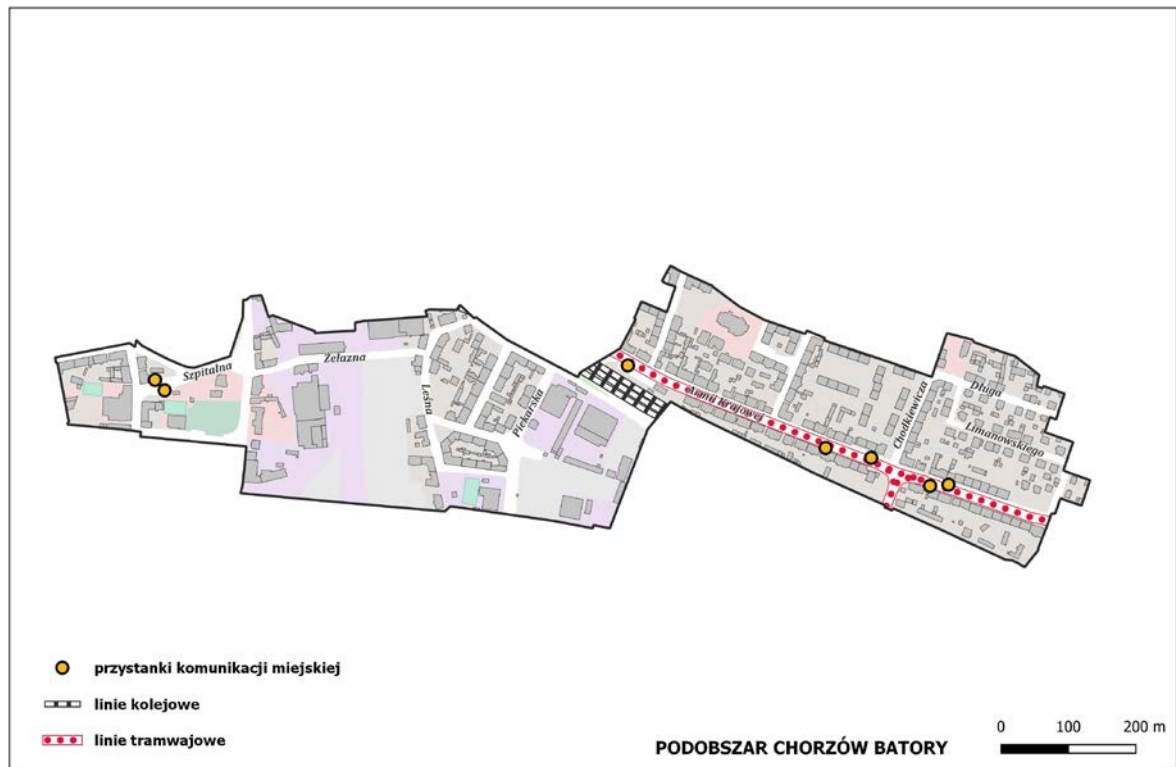 Szpitalna
Żelazna
Leśna
Piekarska
Armii Krajowej
Chodkiewicza
Długa
Limanowskiego
przystanki komunikacji miejskiej
linie kolejowe
linie tramwajowe
PODOBSZAR CHORZÓW BATORY
0 100 200 m